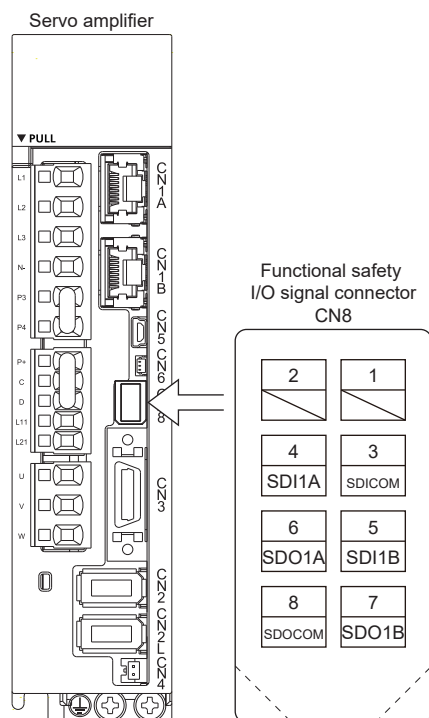 Servo amplifier
▼ PULL
L1
L2
L3
N-
P3
P4
P+
C
D
L11
L21
U
V
W
CN1A
CN1B
CN5
CN6
8
CN3
CN2
CN2L
CN4
Functional safety
I/O signal connector
CN8
2 1
4 3
SDI1A SDICOM
6 5
SDO1A SDI1B
8 7
SDOCOM SDO1B